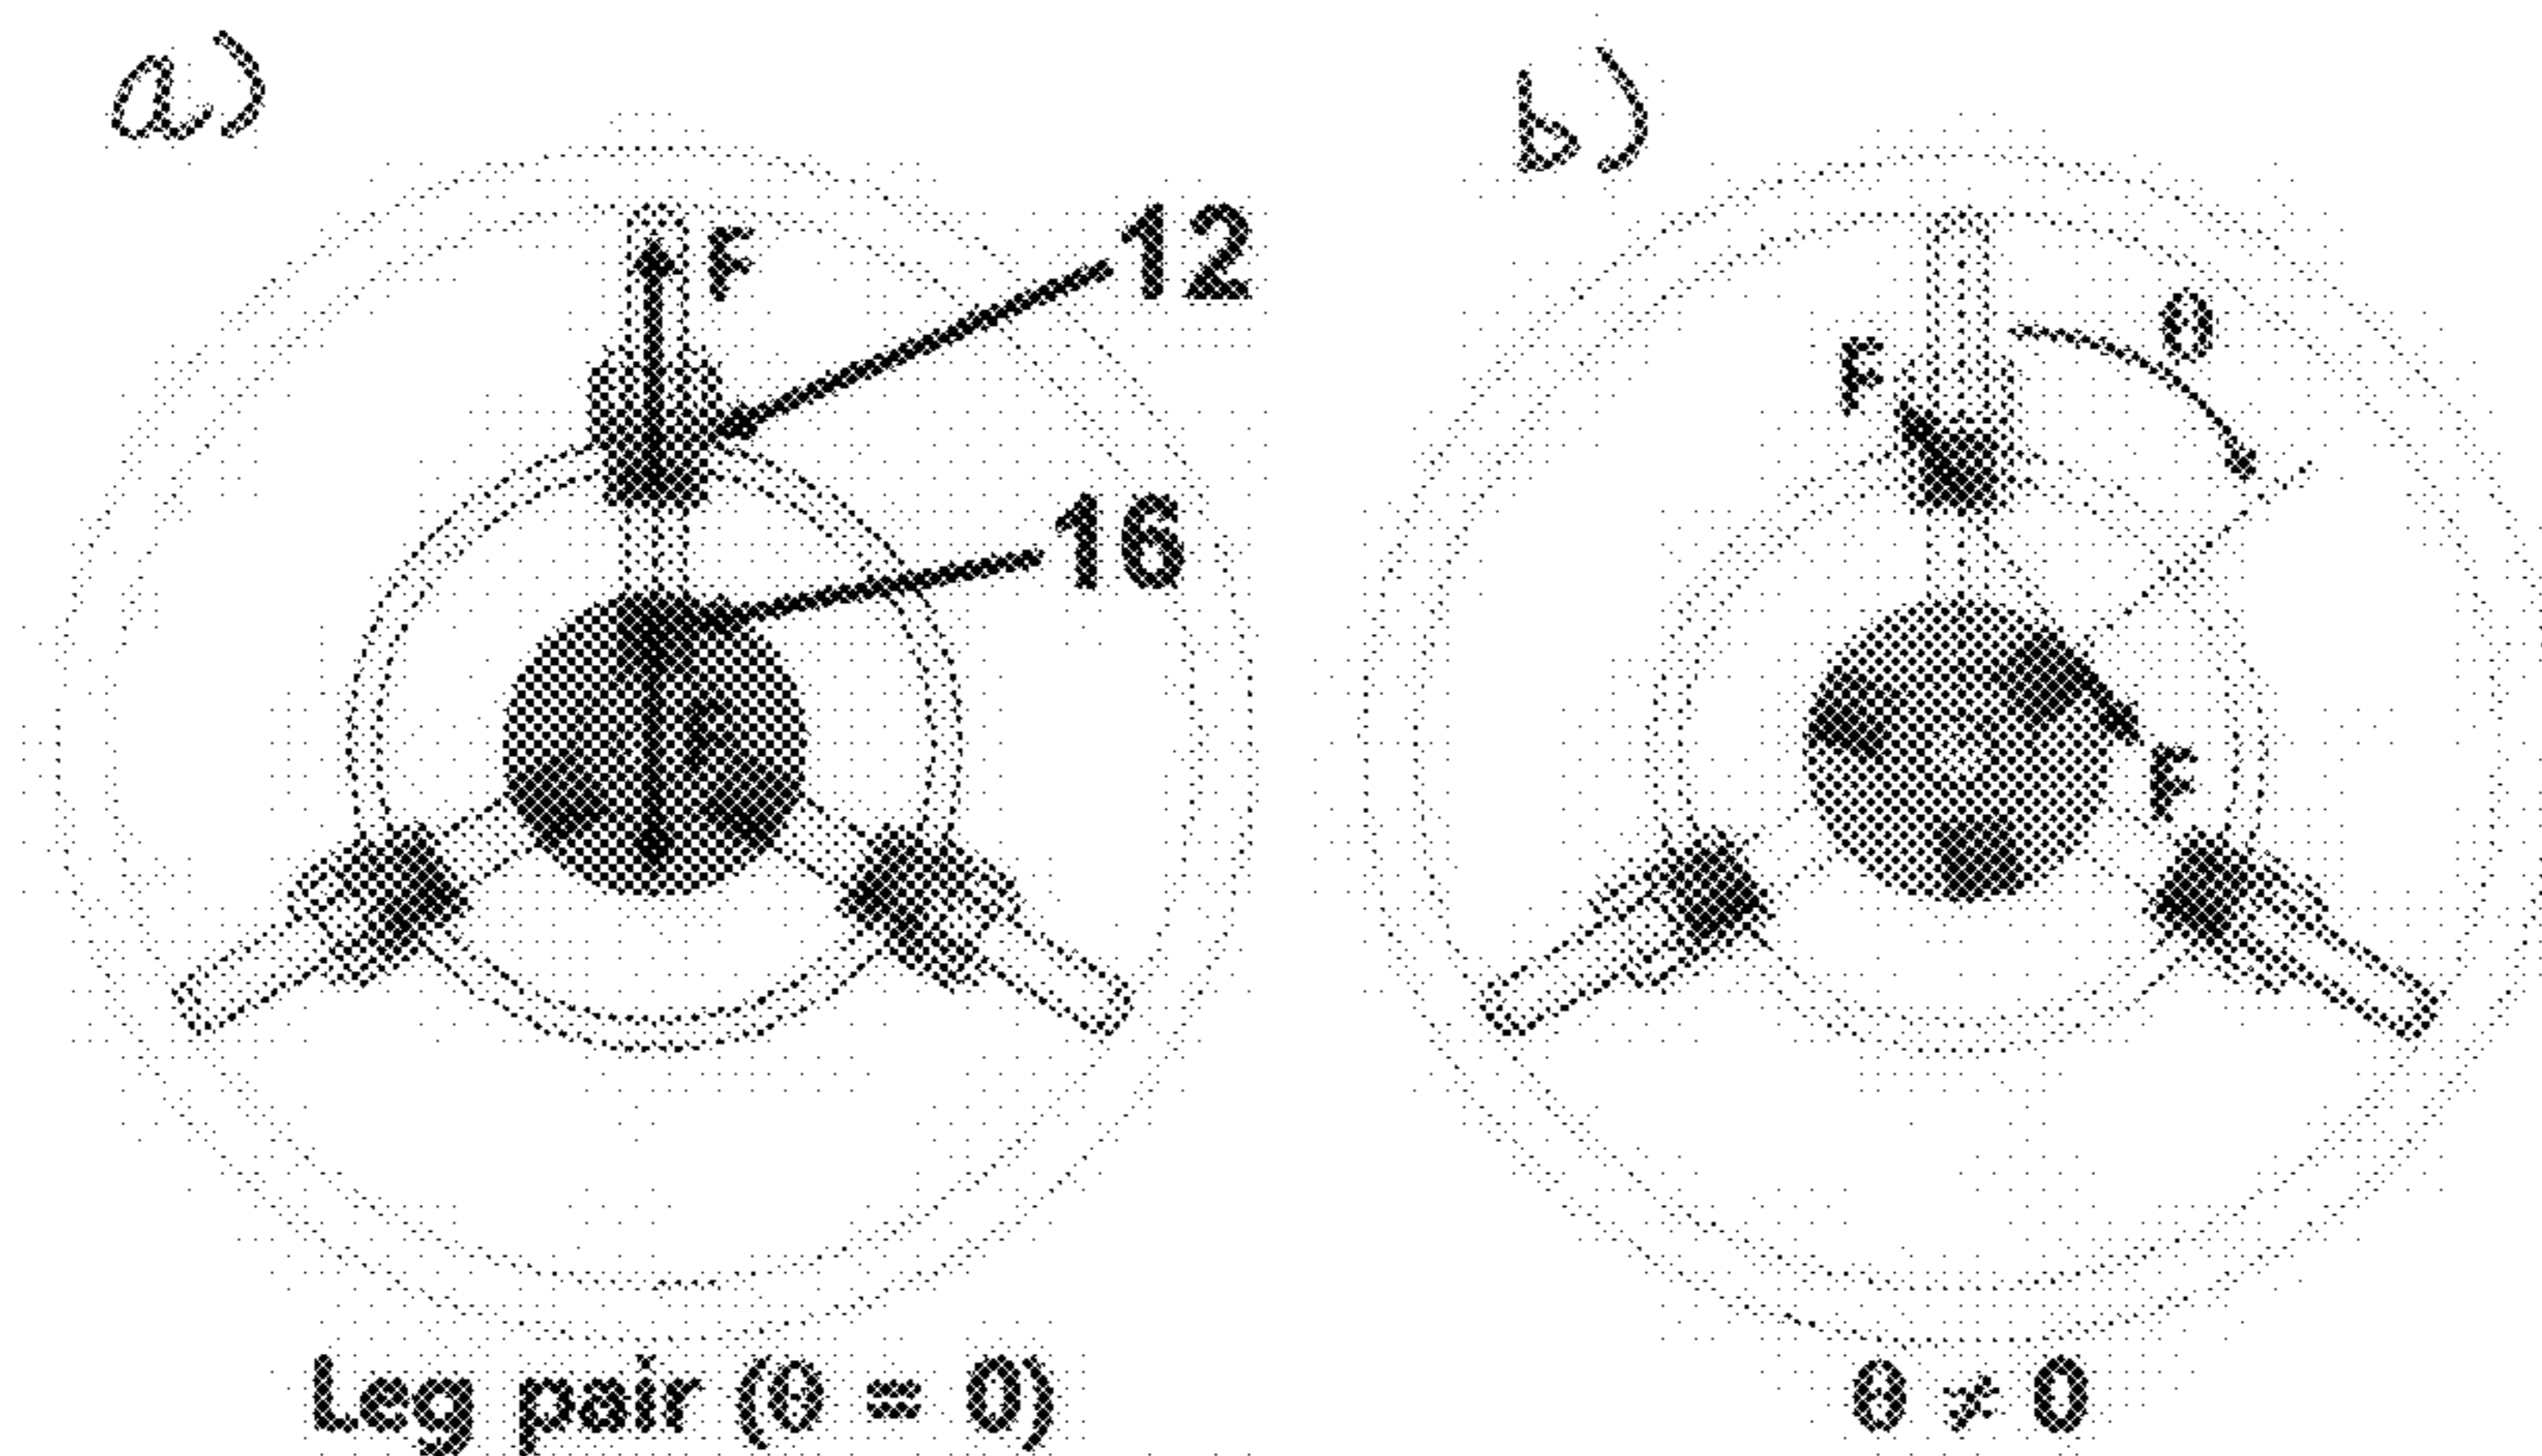 a)
F
12
16
F
Leg pair (θ = 0)
b)
θ
F
F
θ ≠ 0